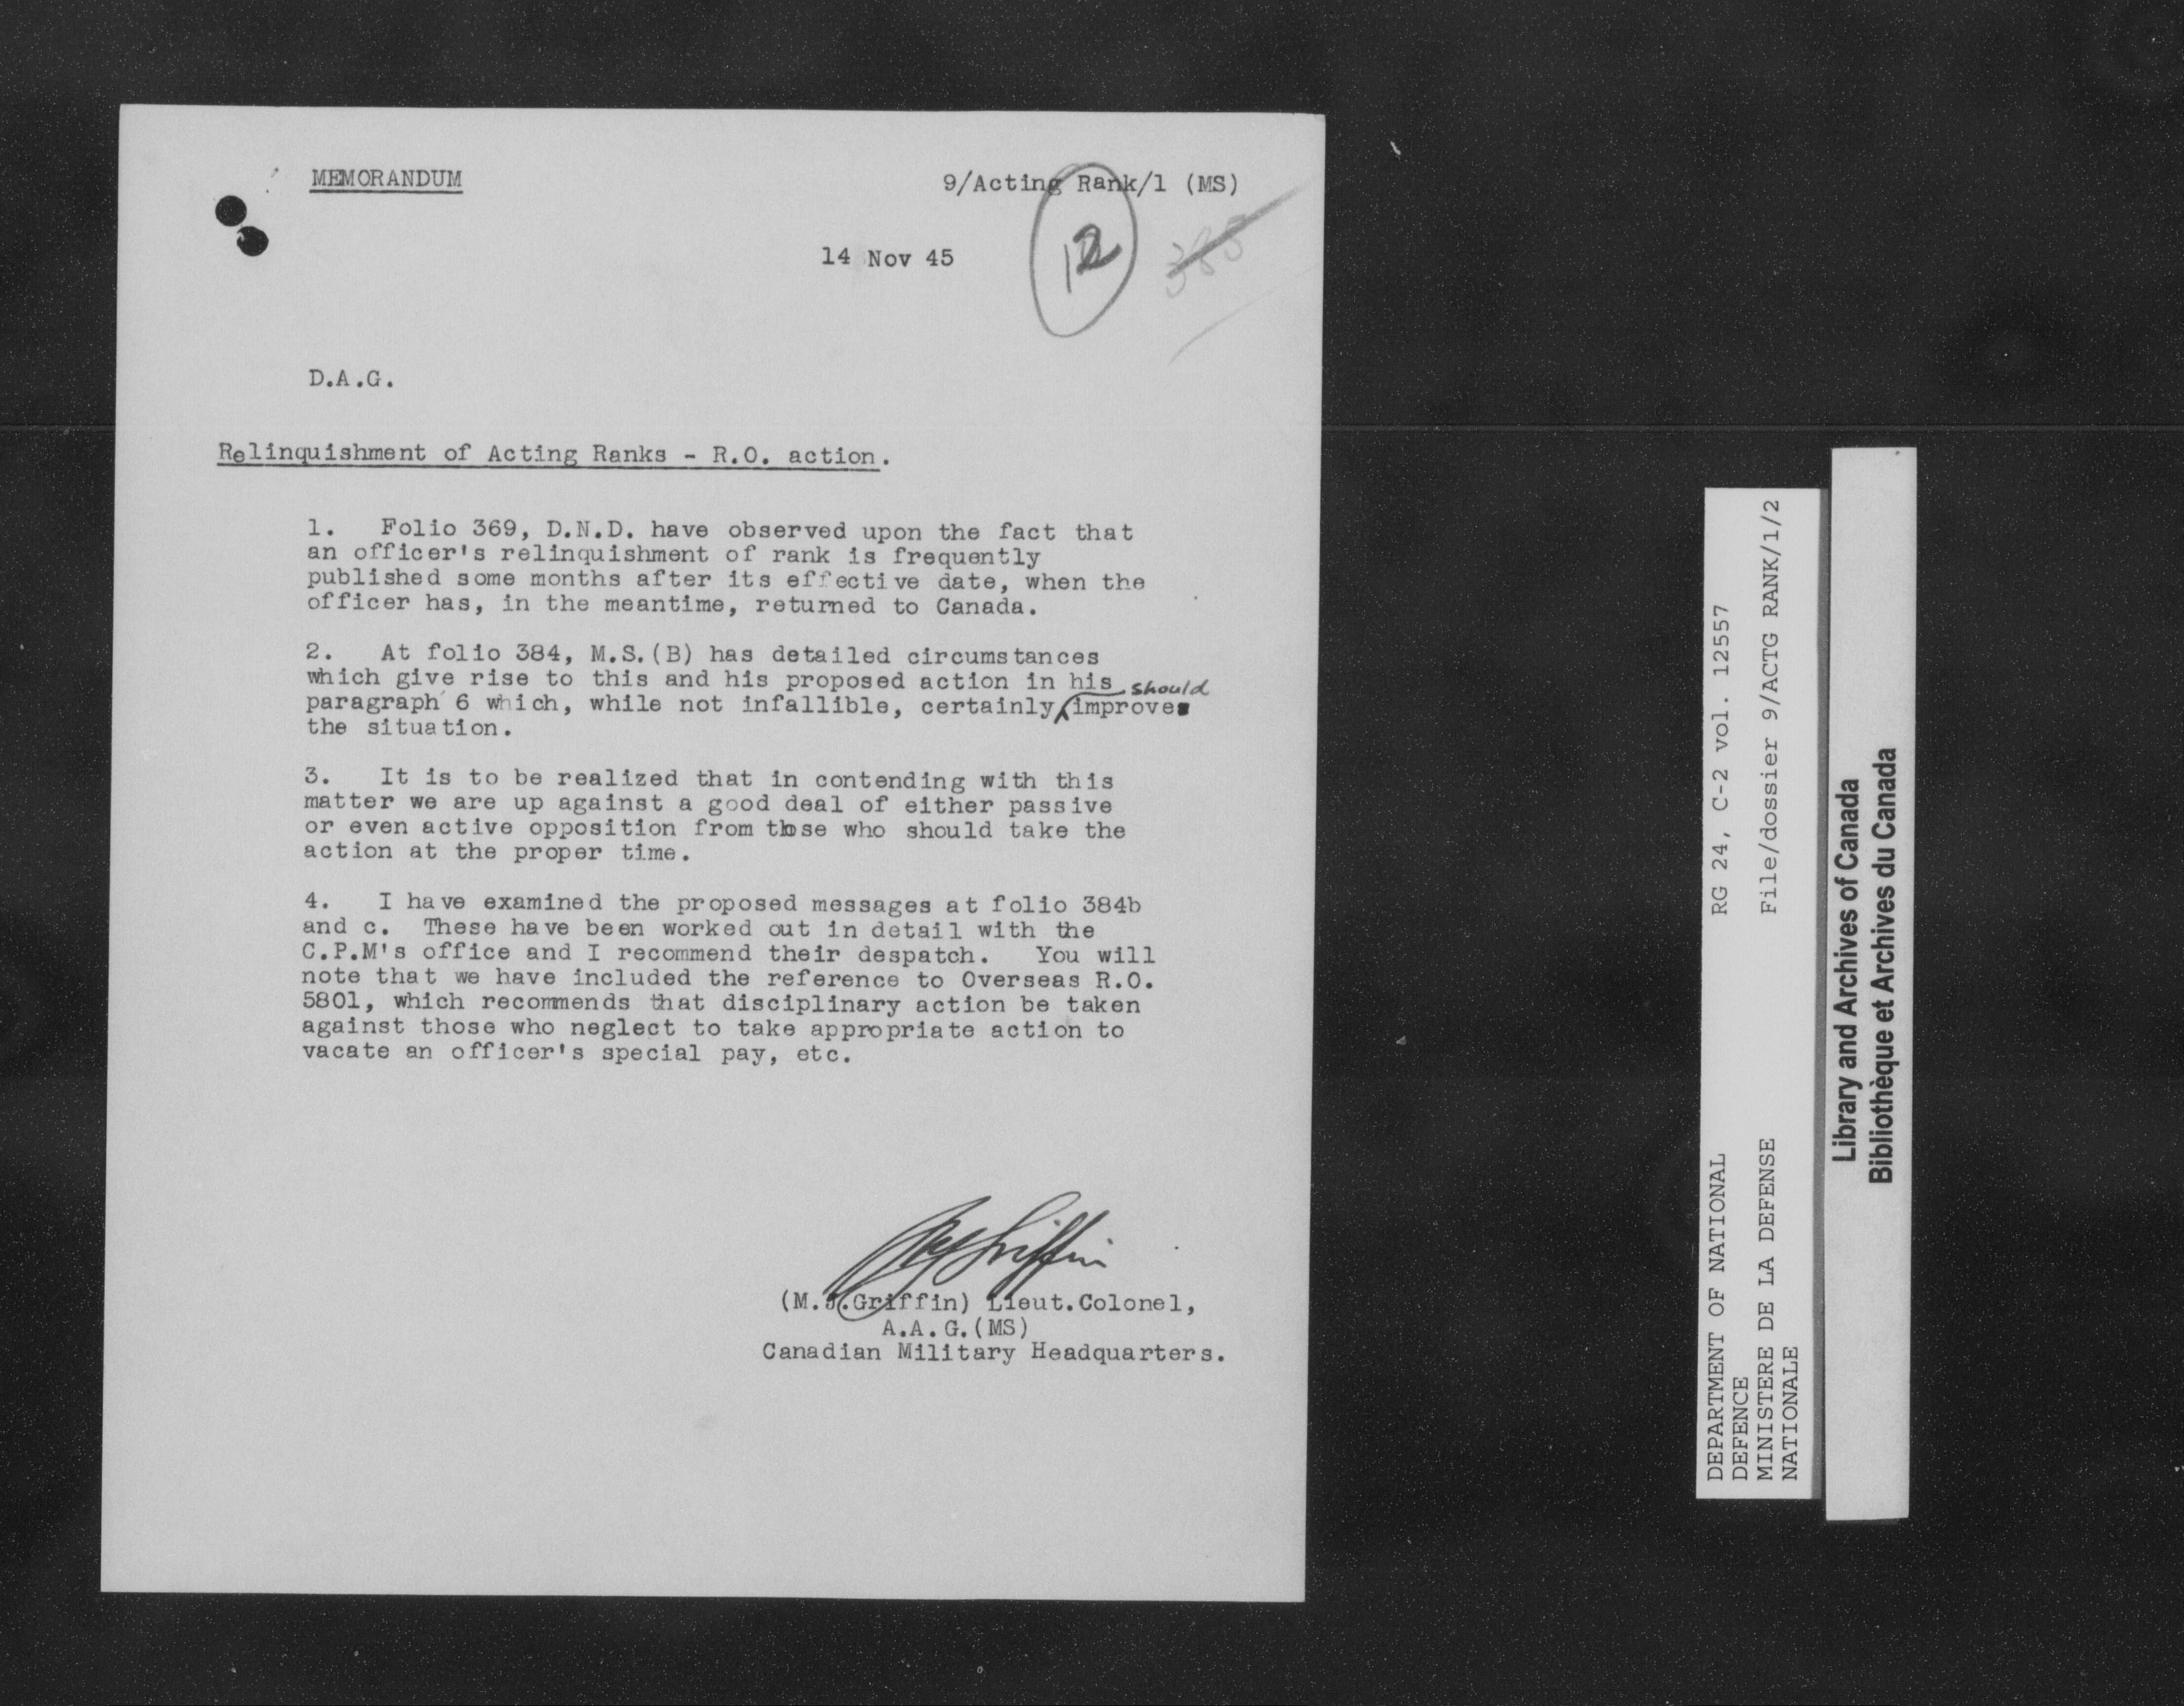 MEMORANDUM
9/Acting Rank/1 (MS)
14 Nov 45
12
385
D.A.G.
Relinquishment of Acting Ranks - R.O. action.
1. Folio 369, D.N.D. have observed upon the fact that
an officer's relinquishment of rank is frequently
published some months after its effective date, when the
officer has, in the meantime, returned to Canada.
2. At folio 384, M.S.(B) has detailed circumstances
which give rise to this and his proposed action in his
should
paragraph 6 which, while not infallible, certainly improve
the situation.
3. It is to be realized that in contending with this
matter we are up against a good deal of either passive
or even active opposition from those who should take the
action at the proper time.
4. I have examined the proposed messages at folio 384b
and c. These have been worked out in detail with the
C.P.M's office and I recommend their despatch. You will
note that we have included the reference to Overseas R.O.
5801, which recommends that disciplinary action be taken
against those who neglect to take appropriate action to
vacate an officer's special pay, etc.
(M.J.Griffin) Lieut.Colonel,
A.A.G.(MS)
Canadian Military Headquarters.
DEPARTMENT OF NATIONAL
DEFENCE
MINISTERE DE LA DEFENSE
NATIONALE
RG 24, C-2 vol. 12557
File/dossier 9/ACTG RANK/1/2
Library and Archives of Canada
Bibliothèque et Archives du Canada